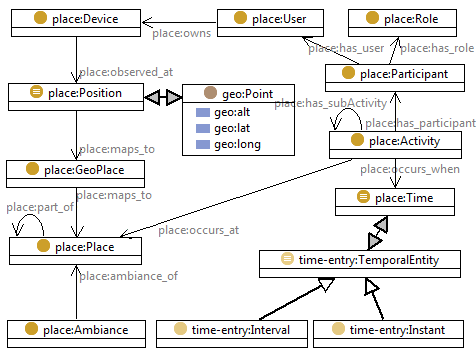 place:Device
place:User
place:Role
place:owns
place:has_user
place:has_role
place:observed_at
place:Participant
place:Position
geo:Point
geo:alt
geo:lat
geo:long
place:has_subActivity
place:has_participant
place:maps_to
place:Activity
place:GeoPlace
place:occurs_when
place:maps_to
place:Time
place:part_of
place:occurs_at
place:Place
time-entry:TemporalEntity
place:ambiance_of
place:Ambiance
time-entry:Interval
time-entry:Instant